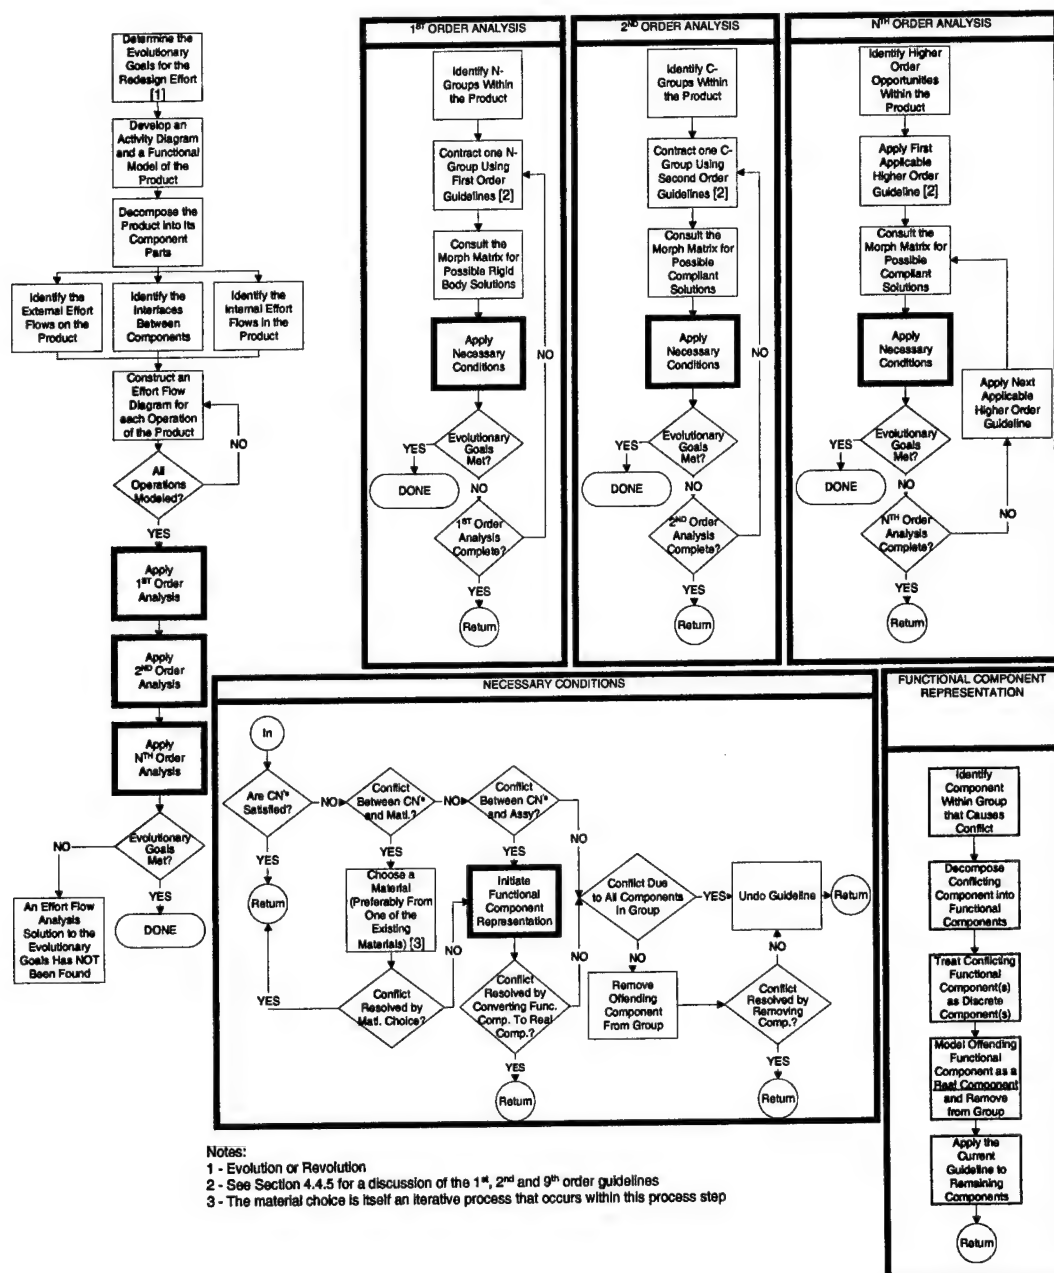 Determine the
Evolutionary
Goals for the
Redesign Effort
[1]
Develop an
Activity Diagram
and a Functional
Model of the
Product
Decompose the
Product into Its
Component
Parts
Identify the
External Effort
Flows on the
Product
Identify the
Interfaces
Between
Components
Identify the
Internal Effort
Flows in the
Product
Construct an
Effort Flow
Diagram for
each Operation
of the Product
NO
All
Operations
Modeled?
YES
Apply
1ST Order
Analysis
Apply
2ND Order
Analysis
Apply
NTH Order
Analysis
Evolutionary
Goals
Met?
NO
YES
An Effort Flow
Analysis
Solution to the
Evolutionary
Goals Has NOT
Been Found
DONE
1ST ORDER ANALYSIS
Identify N-
Groups Within
the Product
Contract one N-
Group Using
First Order
Guidelines [2]
Consult the
Morph Matrix for
Possible Rigid
Body Solutions
Apply
Necessary
Conditions
NO
Evolutionary
Goals
Met?
YES
DONE
NO
1ST Order
Analysis
Complete?
YES
Return
2ND ORDER ANALYSIS
Identify C-
Groups Within
the Product
Contract one C-
Group Using
Second Order
Guidelines [2]
Consult the
Morph Matrix for
Possible
Compliant
Solutions
Apply
Necessary
Conditions
NO
Evolutionary
Goals
Met?
YES
DONE
NO
2ND Order
Analysis
Complete?
YES
Return
NTH ORDER ANALYSIS
Identify Higher
Order
Opportunities
Within the
Product
Apply First
Applicable
Higher Order
Guideline [2]
Consult the
Morph Matrix for
Possible
Compliant
Solutions
Apply
Necessary
Conditions
Apply Next
Applicable
Higher Order
Guideline
Evolutionary
Goals
Met?
YES
DONE
NO
NO
NTH Order
Analysis
Complete?
YES
Return
NECESSARY CONDITIONS
In
Are CN's
Satisfied?
NO
Conflict
Between CN's
and Matl.?
NO
Conflict
Between CN's
and Assy?
NO
YES
YES
YES
Return
Choose a
Material
(Preferably From
One of the
Existing
Materials) [3]
Initiate
Functional
Component
Representation
Conflict Due
to All Components
in Group
YES
Undo Guideline
Return
NO
NO
NO
NO
YES
Conflict
Resolved by
Matl. Choice?
Conflict
Resolved by
Converting Func.
Comp. To Real
Comp.?
Remove
Offending
Component
From Group
Conflict
Resolved by
Removing
Comp.?
YES
YES
Return
Return
FUNCTIONAL COMPONENT
REPRESENTATION
Identify
Component
Within Group
that Causes
Conflict
Decompose
Conflicting
Component into
Functional
Components
Treat Conflicting
Functional
Component(s)
as Discrete
Component(s)
Model Offending
Functional
Component as a
Real Component
and Remove
from Group
Apply the
Current
Guideline to
Remaining
Components
Return
Notes:
1 - Evolution or Revolution
2 - See Section 4.4.5 for a discussion of the 1st, 2nd and 9th order guidelines
3 - The material choice is itself an iterative process that occurs within this process step